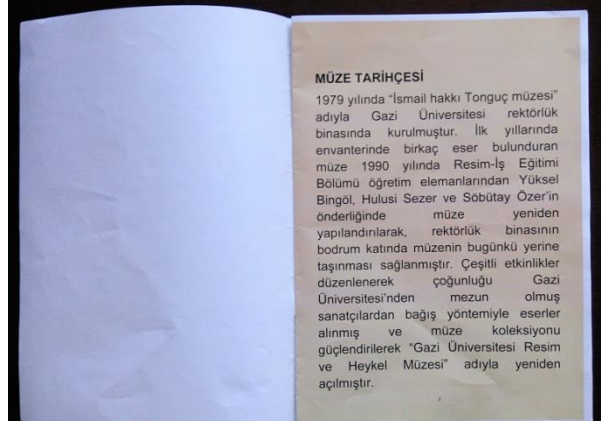 MÜZE TARİHÇESİ
1979 yılında “İsmail hakkı Tonguç müzesi”
adıyla Gazi Üniversitesi rektörlük
binasında kurulmuştur. İlk yıllarında
envanterinde birkaç eser bulunduran
müze 1990 yılında Resim-İş Eğitimi
Bölümü öğretim elemanlarından Yüksel
Bingöl, Hulusi Sezer ve Söbütay Özer’in
önderliğinde müze yeniden
yapılandırılarak, rektörlük binasının
bodrum katında müzenin bugünkü yerine
taşınması sağlanmıştır. Çeşitli etkinlikler
düzenlenerek çoğunluğu Gazi
Üniversitesi’nden mezun olmuş
sanatçılardan bağış yöntemiyle eserler
alınmış ve müze koleksiyonu
güçlendirilerek “Gazi Üniversitesi Resim
ve Heykel Müzesi” adıyla yeniden
açılmıştır.